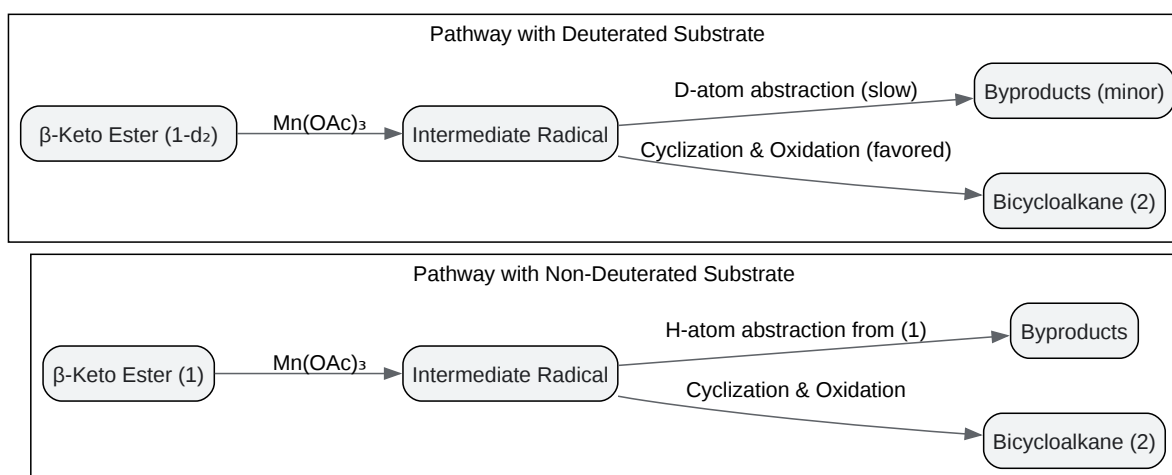 Pathway with Deuterated Substrate
D-atom abstraction (slow)
Byproducts (minor)
β-Keto Ester (1-d₂)
Mn(OAc)₃
Intermediate Radical
Cyclization & Oxidation (favored)
Bicycloalkane (2)
Pathway with Non-Deuterated Substrate
H-atom abstraction from (1)
Byproducts
β-Keto Ester (1)
Mn(OAc)₃
Intermediate Radical
Cyclization & Oxidation
Bicycloalkane (2)